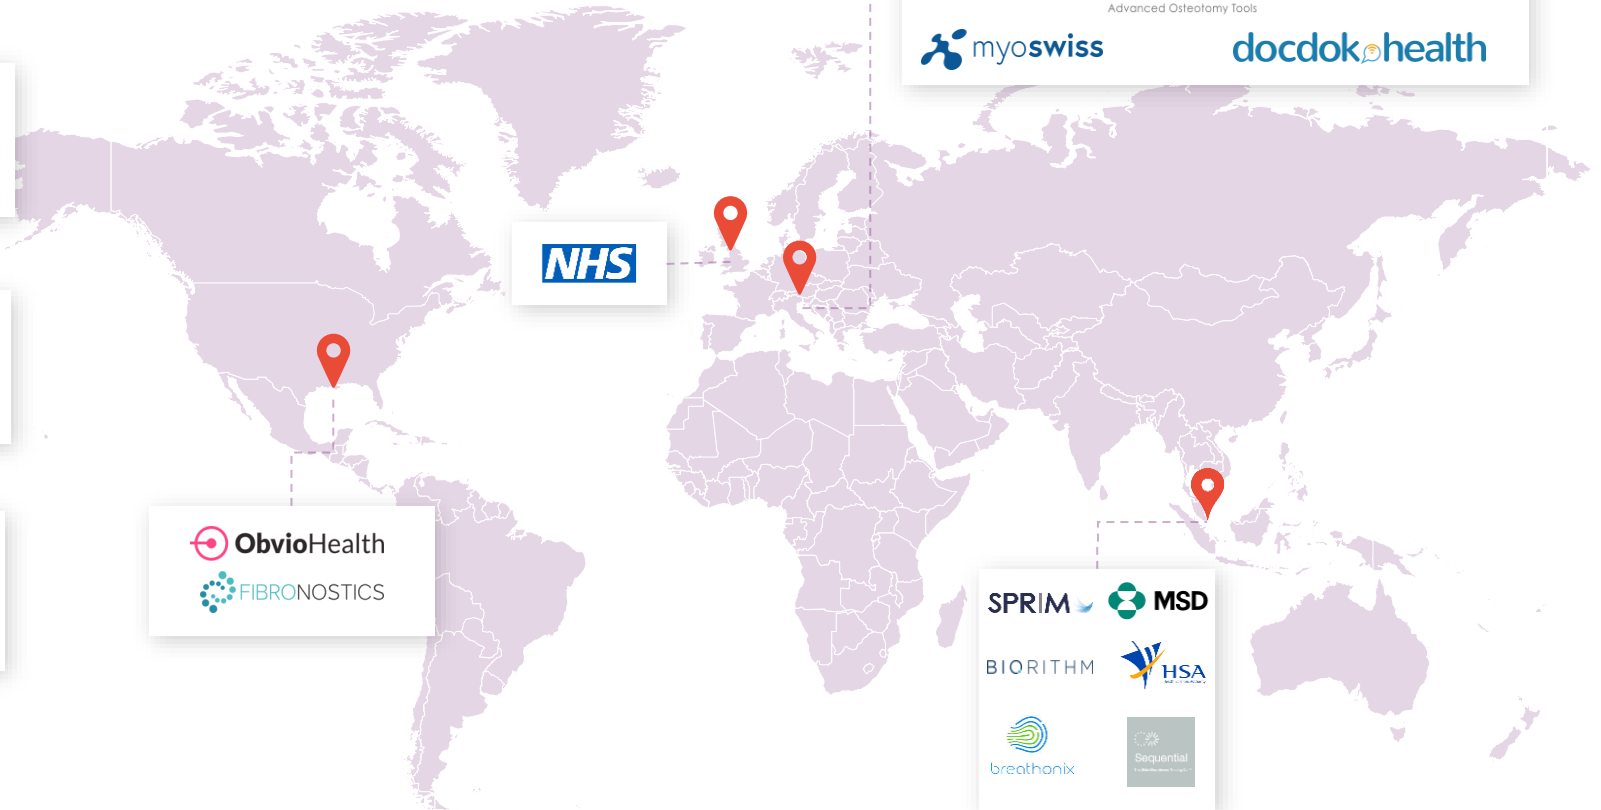 Advanced Osteotomy Tools
myoswiss
docdok health
NHS
ObvioHealth
FIBRONOSTICS
SPRIM
MSD
BIORITHM
HSA
breathonix
Sequential